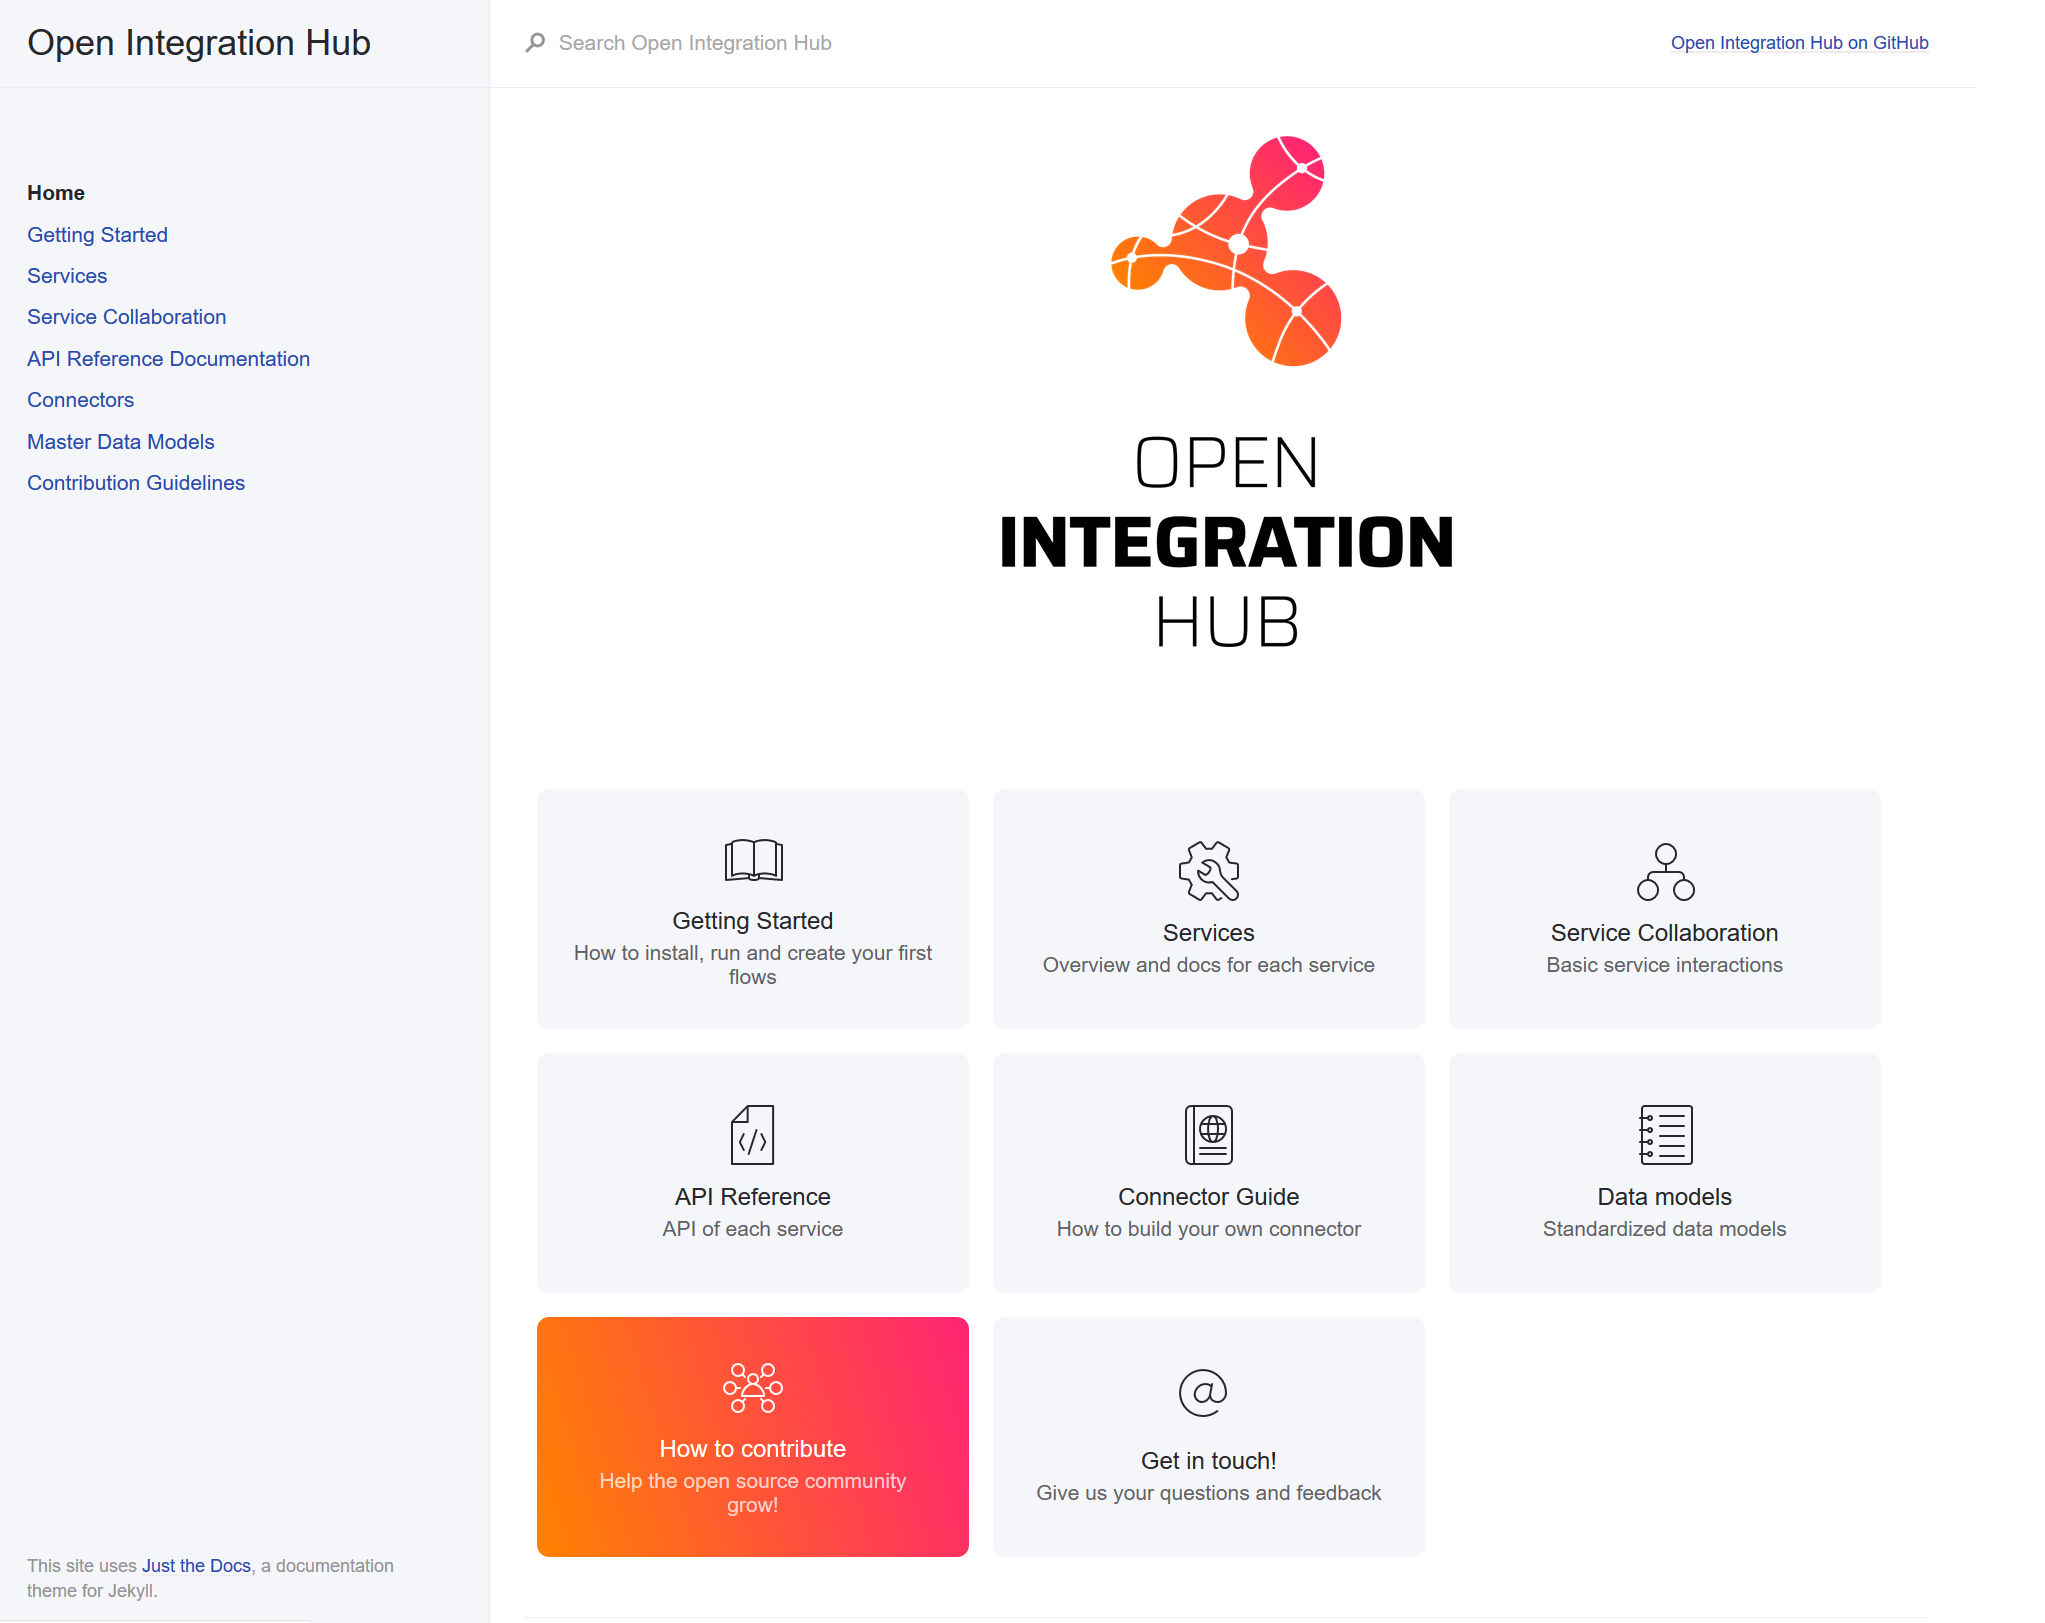 Open Integration Hub
Search Open Integration Hub
Open Integration Hub on GitHub
Home
Getting Started
Services
Service Collaboration
API Reference Documentation
Connectors
Master Data Models
Contribution Guidelines
OPEN
INTEGRATION
HUB
Getting Started
How to install, run and create your first
flows
Services
Overview and docs for each service
Service Collaboration
Basic service interactions
API Reference
API of each service
Connector Guide
How to build your own connector
Data models
Standardized data models
How to contribute
Help the open source community
grow!
Get in touch!
Give us your questions and feedback
This site uses Just the Docs, a documentation
theme for Jekyll.